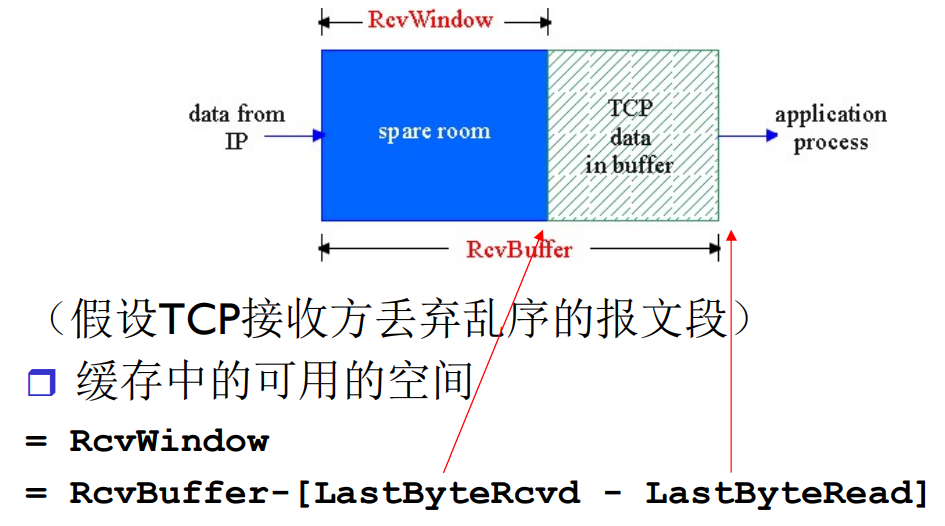 RcvWindow
data from
IP
spare room
TCP
data
in buffer
application
process
RcvBuffer
（假设TCP接收方丢弃乱序的报文段）
缓存中的可用的空间
= RcvWindow
= RcvBuffer-[LastByteRcvd - LastByteRead]